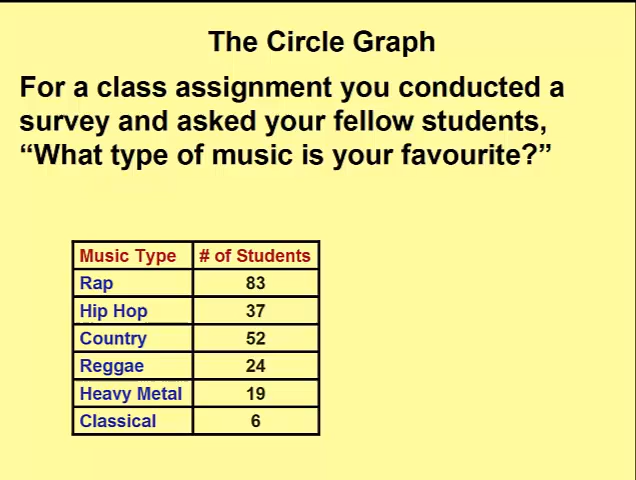 The Circle Graph
For a class assignment you conducted a
survey and asked your fellow students,
“What type of music is your favourite?”
Music Type # of Students
Rap 83
Hip Hop 37
Country 52
Reggae 24
Heavy Metal 19
Classical 6